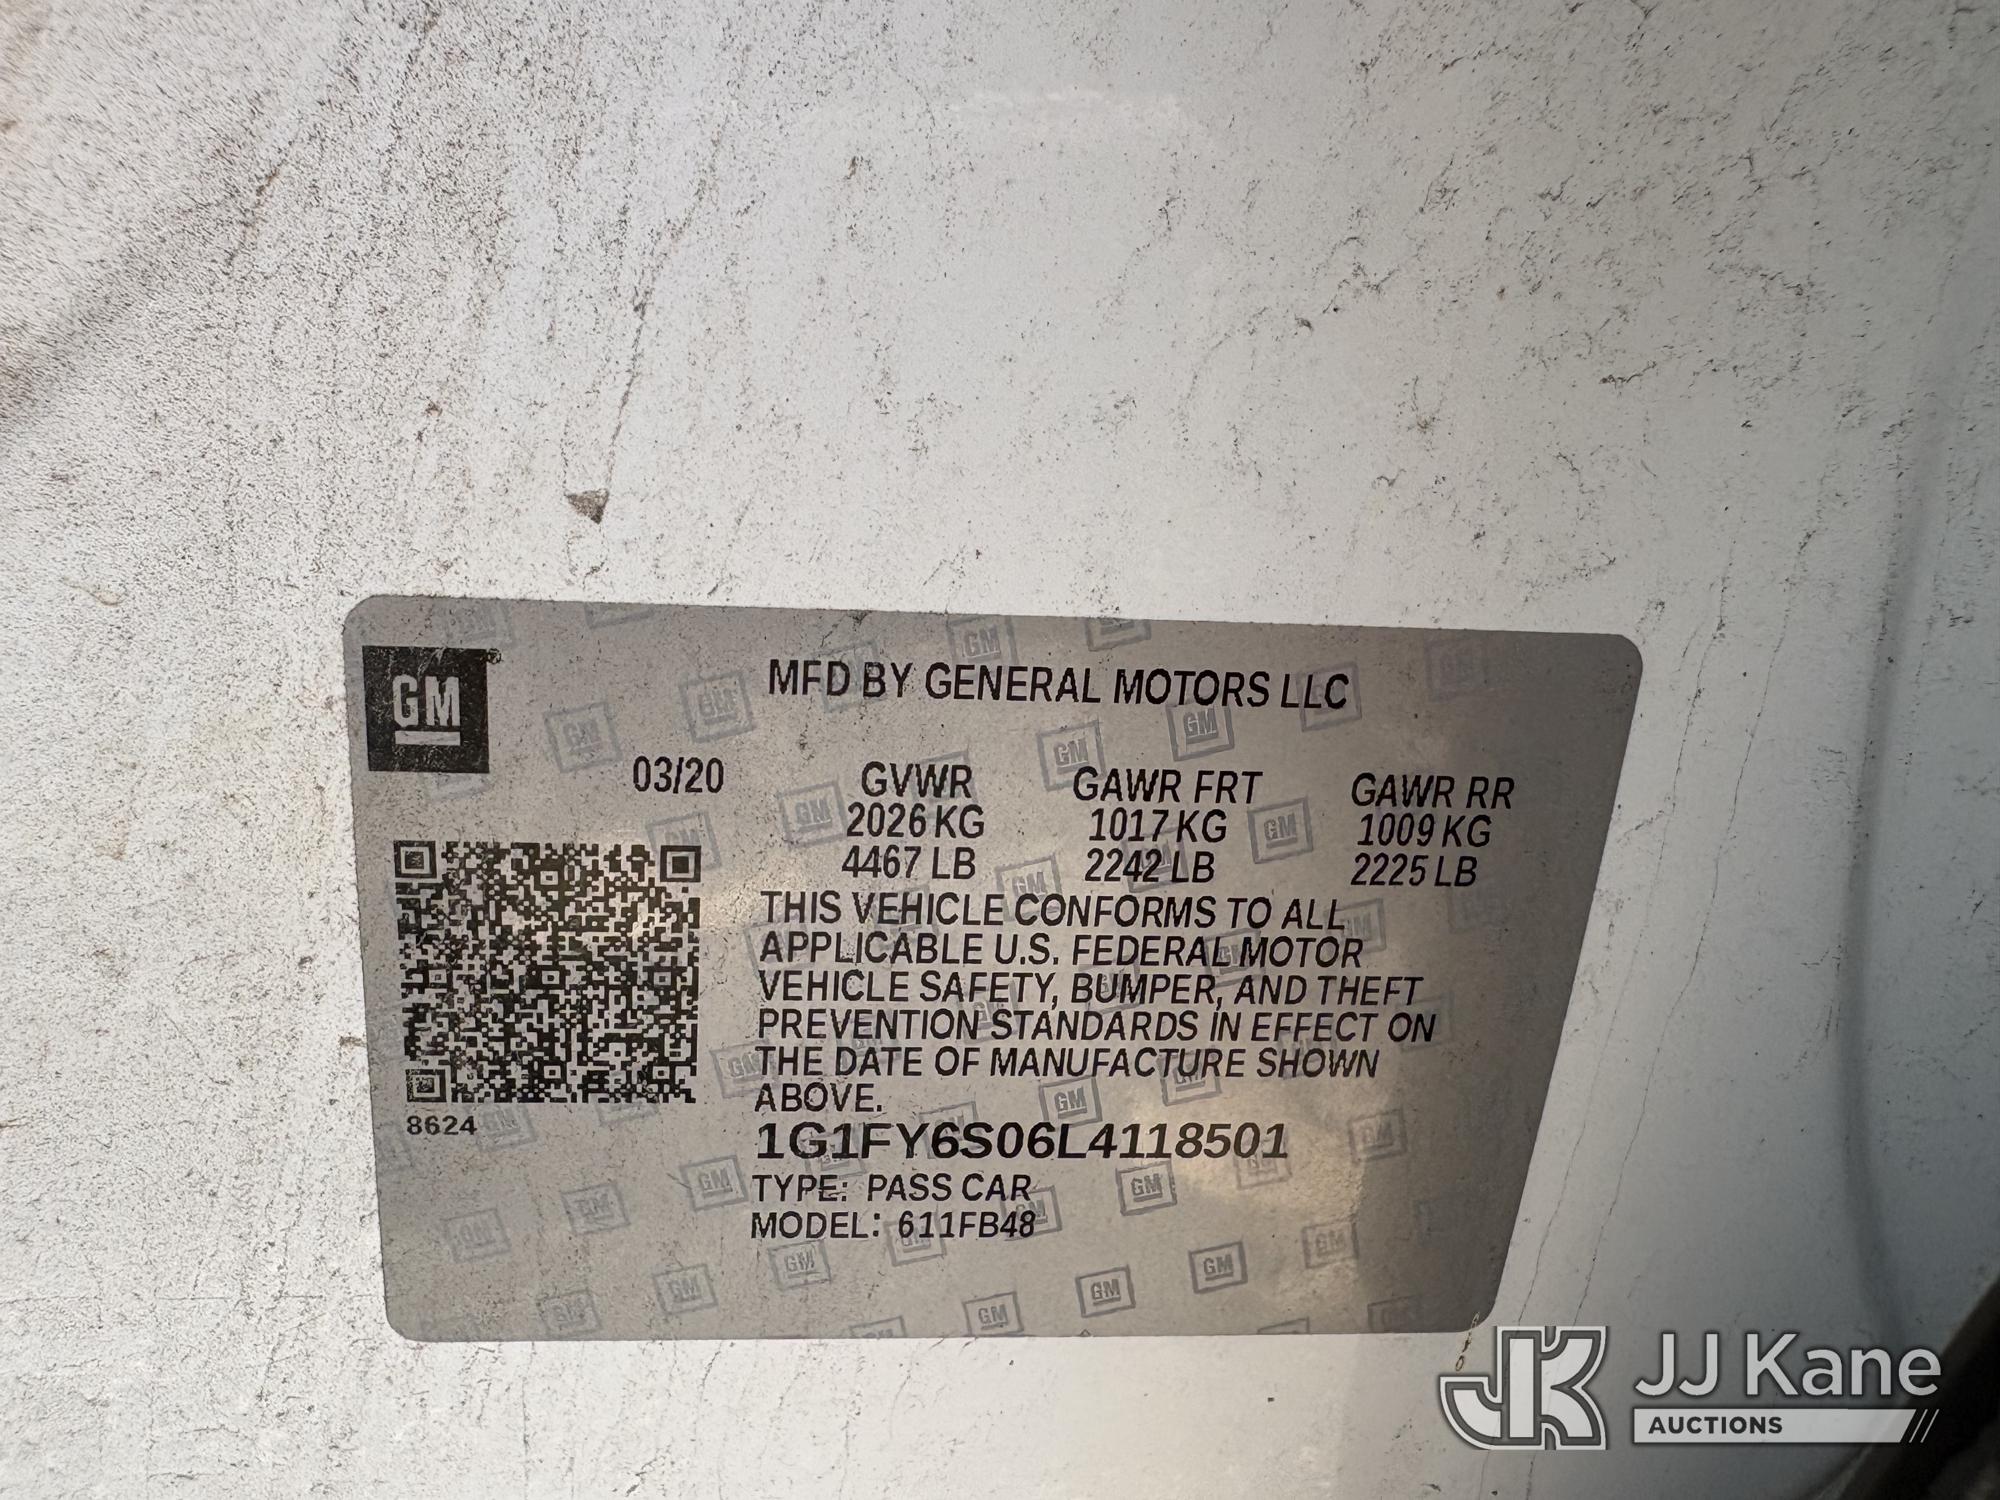 GM
MFD BY GENERAL MOTORS LLC
03/20
GVWR
2026 KG
4467 LB
GAWR FRT
1017 KG
2242 LB
GAWR RR
1009 KG
2225 LB
THIS VEHICLE CONFORMS TO ALL
APPLICABLE U.S. FEDERAL MOTOR
VEHICLE SAFETY, BUMPER, AND THEFT
PREVENTION STANDARDS IN EFFECT ON
THE DATE OF MANUFACTURE SHOWN
ABOVE.
8624
1G1FY6S06L4118501
TYPE: PASS CAR
MODEL: 611FB48
JK JJ Kane
AUCTIONS